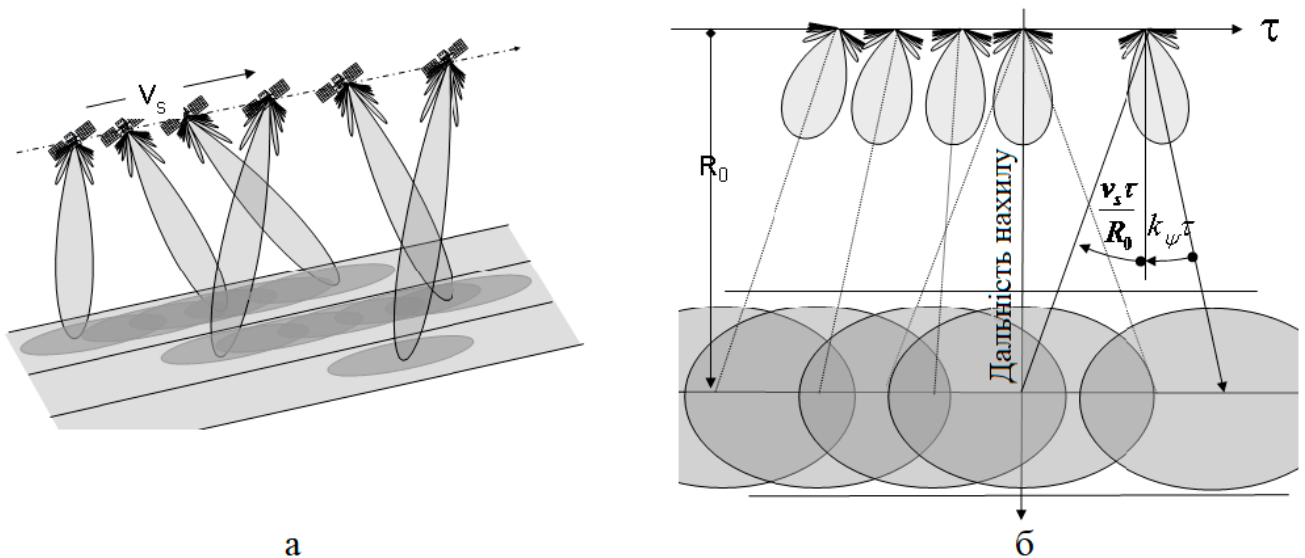 V_S
τ
R_0
Дальність нахилу
v_s τ
R_0
k_ψ τ
а
б